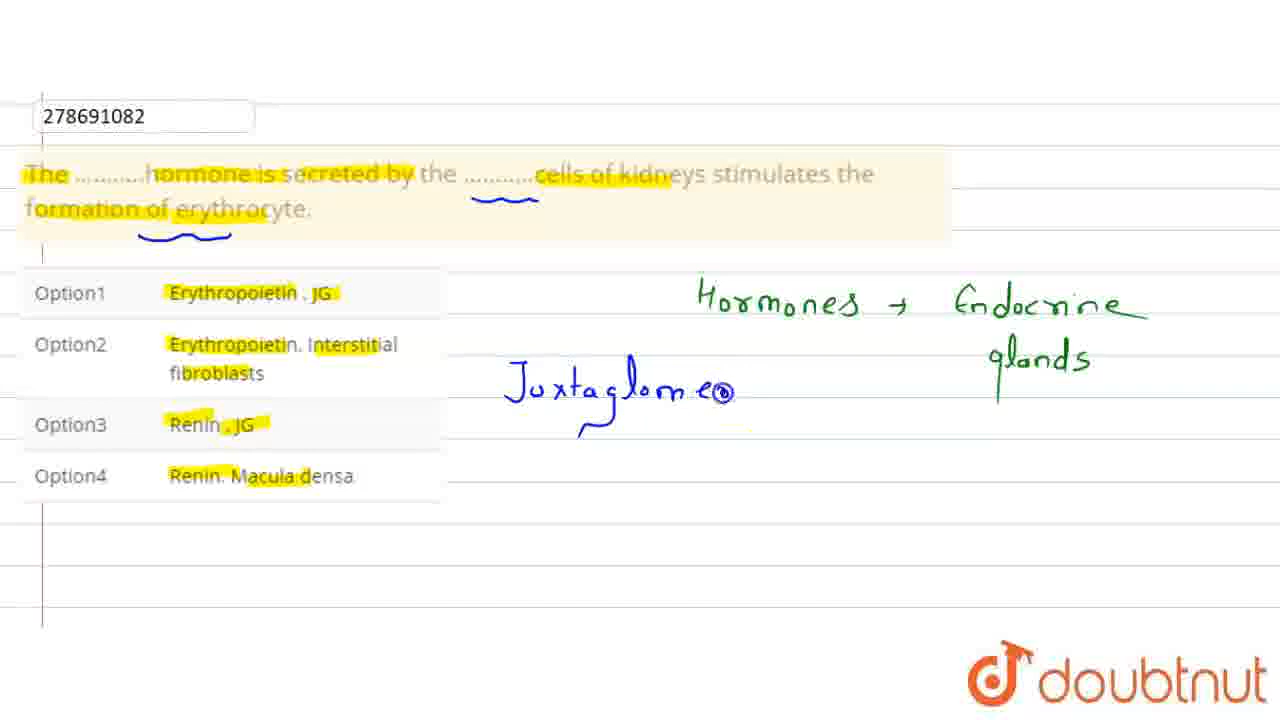 278691082
The ...........hormone is secreted by the ...........cells of kidneys stimulates the
formation of erythrocyte.
Option1 Erythropoietin , JG
Option2 Erythropoietin. Interstitial
fibroblasts
Option3 Renin , JG
Option4 Renin. Macula densa
Hormones → Endocrine
glands
Juxtaglome
doubtnut